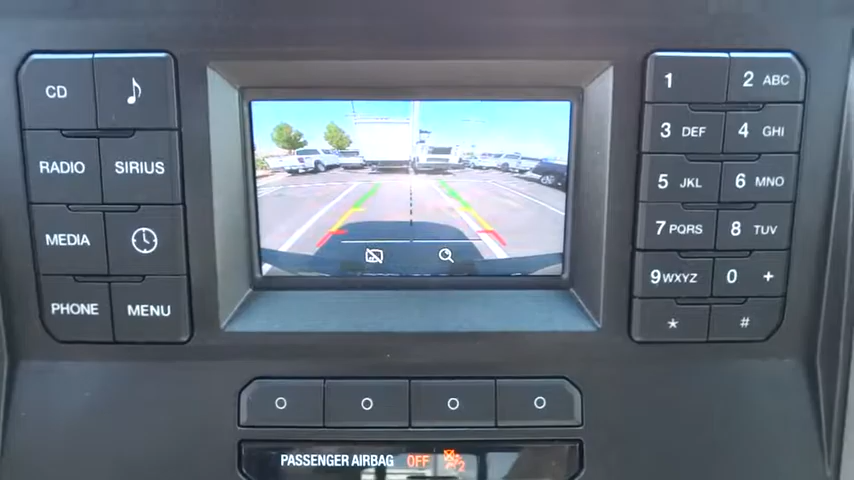 CD
1
2 ABC
3 DEF
4 GHI
RADIO
SIRIUS
5 JKL
6 MNO
MEDIA
7 PQRS
8 TUV
PHONE
MENU
9 WXYZ
0 +
*
#
PASSENGER AIRBAG OFF